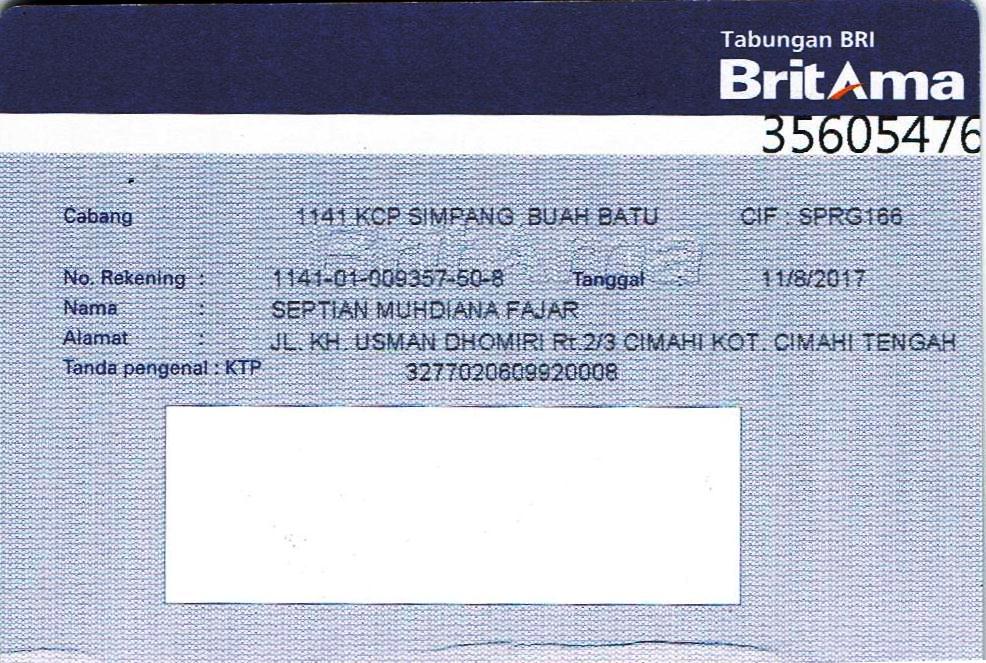 Tabungan BRI
BritAma
35605476
Cabang 1141 KCP SIMPANG BUAH BATU CIF : SPRG166
No. Rekening : 1141-01-009357-50-8 Tanggal 11/8/2017
Nama : SEPTIAN MUHDIANA FAJAR
Alamat : JL. KH. USMAN DHOMIRI Rt 2/3 CIMAHI KOT. CIMAHI TENGAH
Tanda pengenal : KTP 3277020609920008